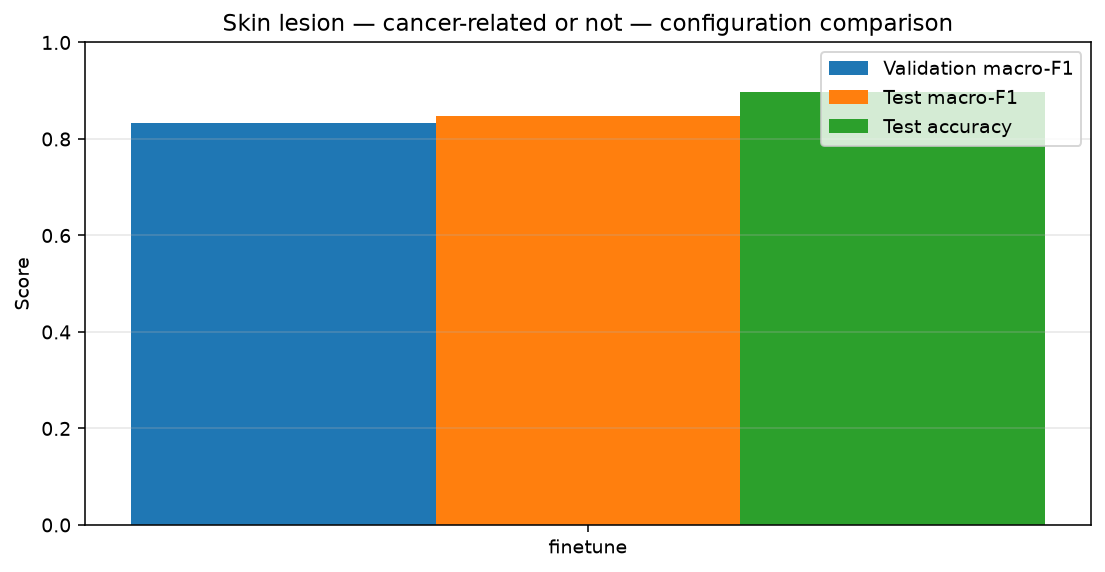 Skin lesion — cancer-related or not — configuration comparison
1.0
0.8
0.6
0.4
0.2
0.0
Score
Validation macro-F1
Test macro-F1
Test accuracy
finetune